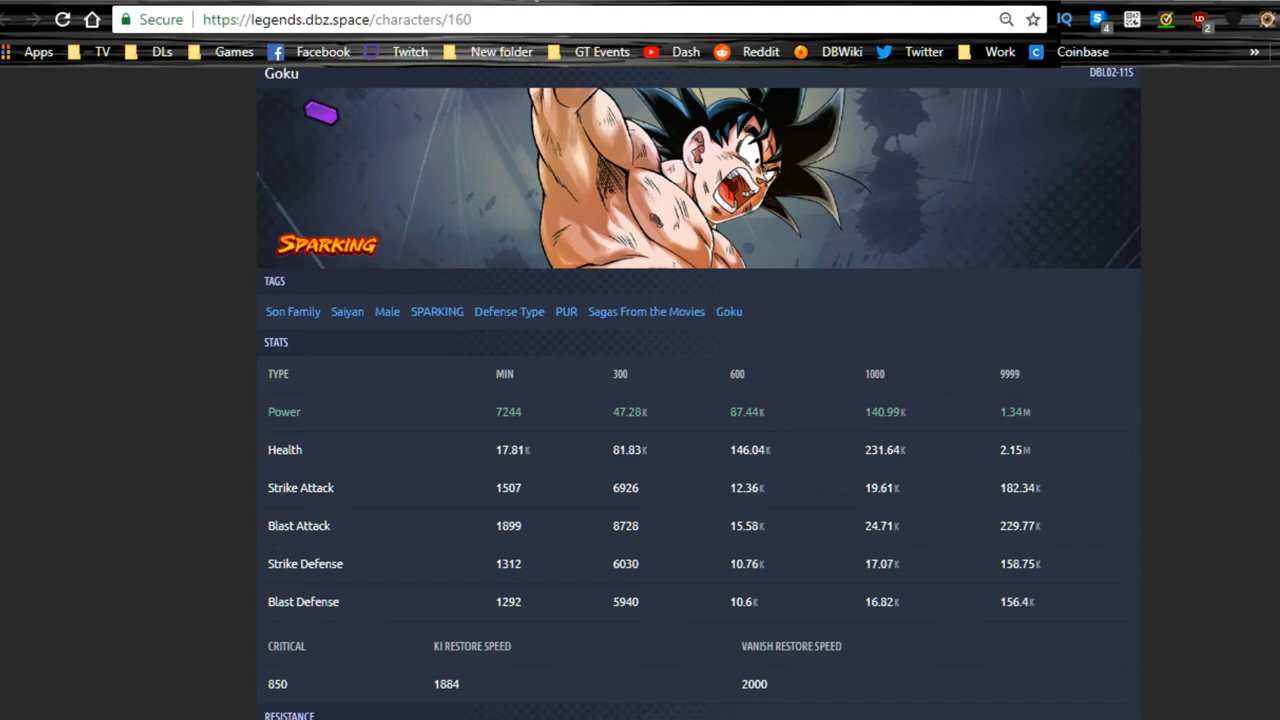 Secure https://legends.dbz.space/characters/160
IQ 4 UD 2
Apps TV DLs Games Facebook Twitch New folder GT Events Dash Reddit DBWiki Twitter Work C Coinbase »
Goku DBL02-11S
SPARKING
TAGS
Son Family Saiyan Male SPARKING Defense Type PUR Sagas From the Movies Goku
STATS
TYPE MIN 300 600 1000 9999
Power 7244 47.28K 87.44K 140.99K 1.34M
Health 17.81K 81.83K 146.04K 231.64K 2.15M
Strike Attack 1507 6926 12.36K 19.61K 182.34K
Blast Attack 1899 8728 15.58K 24.71K 229.77K
Strike Defense 1312 6030 10.76K 17.07K 158.75K
Blast Defense 1292 5940 10.6K 16.82K 156.4K
CRITICAL KI RESTORE SPEED VANISH RESTORE SPEED
850 1884 2000
RESISTANCE